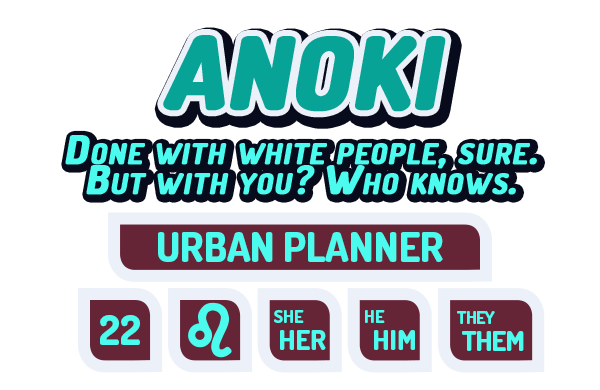 ANOKI
DONE WITH WHITE PEOPLE, SURE.
BUT WITH YOU? WHO KNOWS.
URBAN PLANNER
22 ♌ SHE HER HE HIM THEY THEM